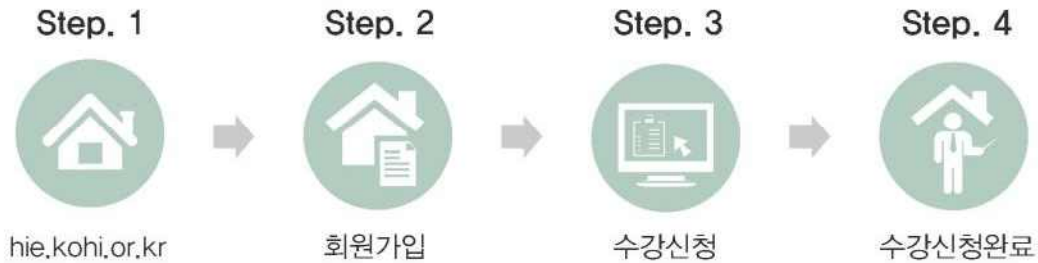 Step. 1
Step. 2
Step. 3
Step. 4
hie.kohi.or.kr
회원가입
수강신청
수강신청완료